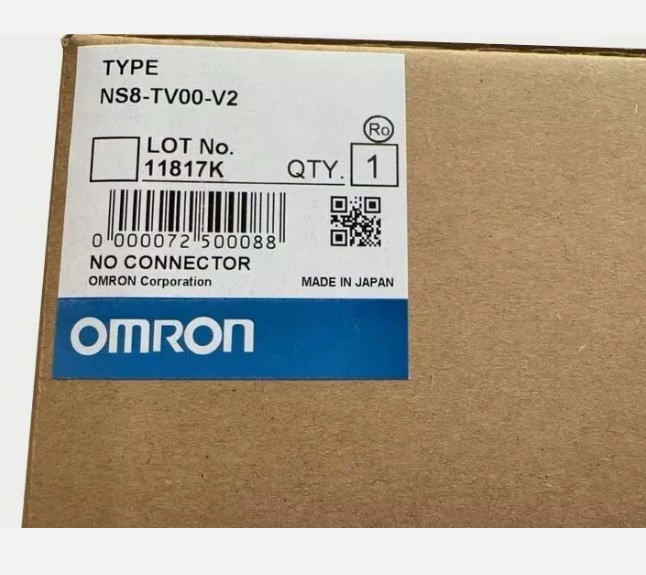 TYPE
NS8-TV00-V2
Ro
LOT No.
11817K
QTY. 1
0 000072 500088
NO CONNECTOR
OMRON Corporation MADE IN JAPAN
OMRON